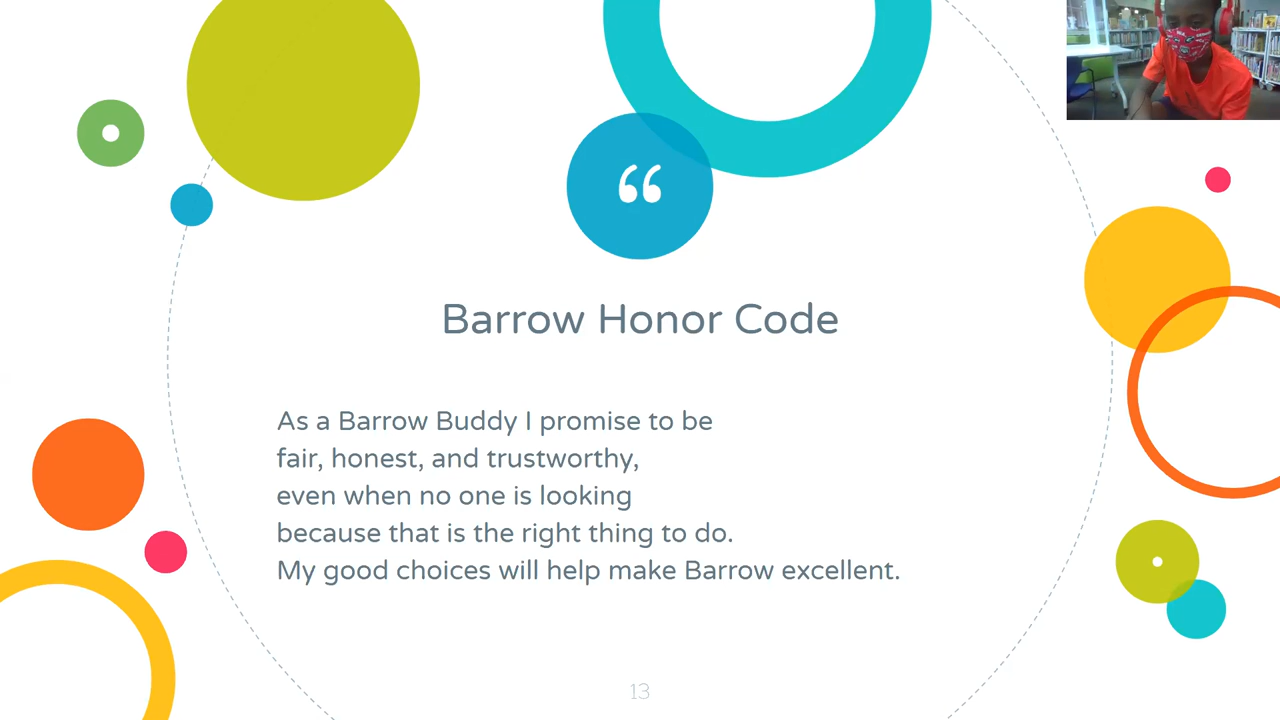 “
Barrow Honor Code
As a Barrow Buddy I promise to be
fair, honest, and trustworthy,
even when no one is looking
because that is the right thing to do.
My good choices will help make Barrow excellent.
13